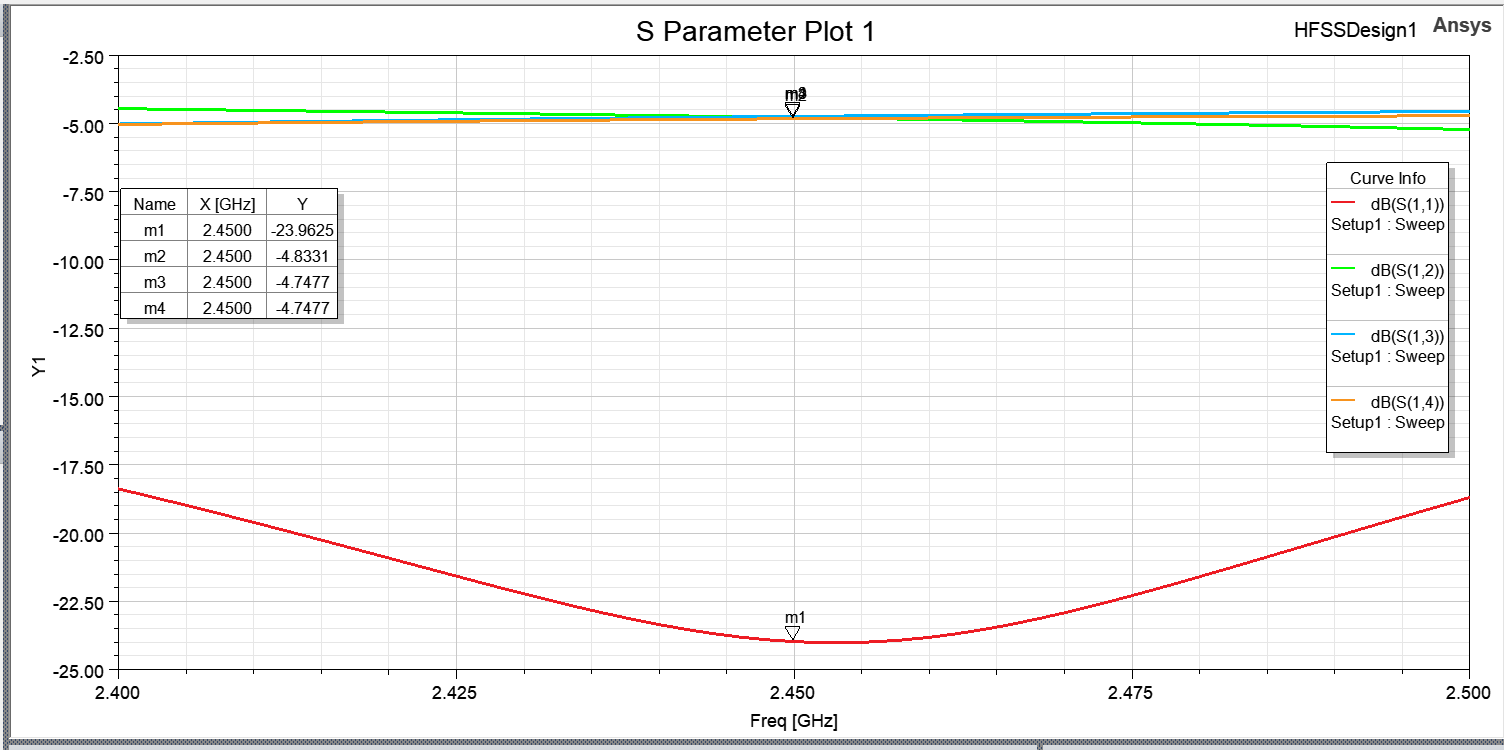 S Parameter Plot 1
HFSSDesign1
Ansys
-2.50
-5.00
-7.50
-10.00
-12.50
-15.00
-17.50
-20.00
-22.50
-25.00
Y1
Name X [GHz] Y
m1 2.4500 -23.9625
m2 2.4500 -4.8331
m3 2.4500 -4.7477
m4 2.4500 -4.7477
m1
Curve Info
dB(S(1,1))
Setup1 : Sweep
dB(S(1,2))
Setup1 : Sweep
dB(S(1,3))
Setup1 : Sweep
dB(S(1,4))
Setup1 : Sweep
2.400 2.425 2.450 2.475 2.500
Freq [GHz]